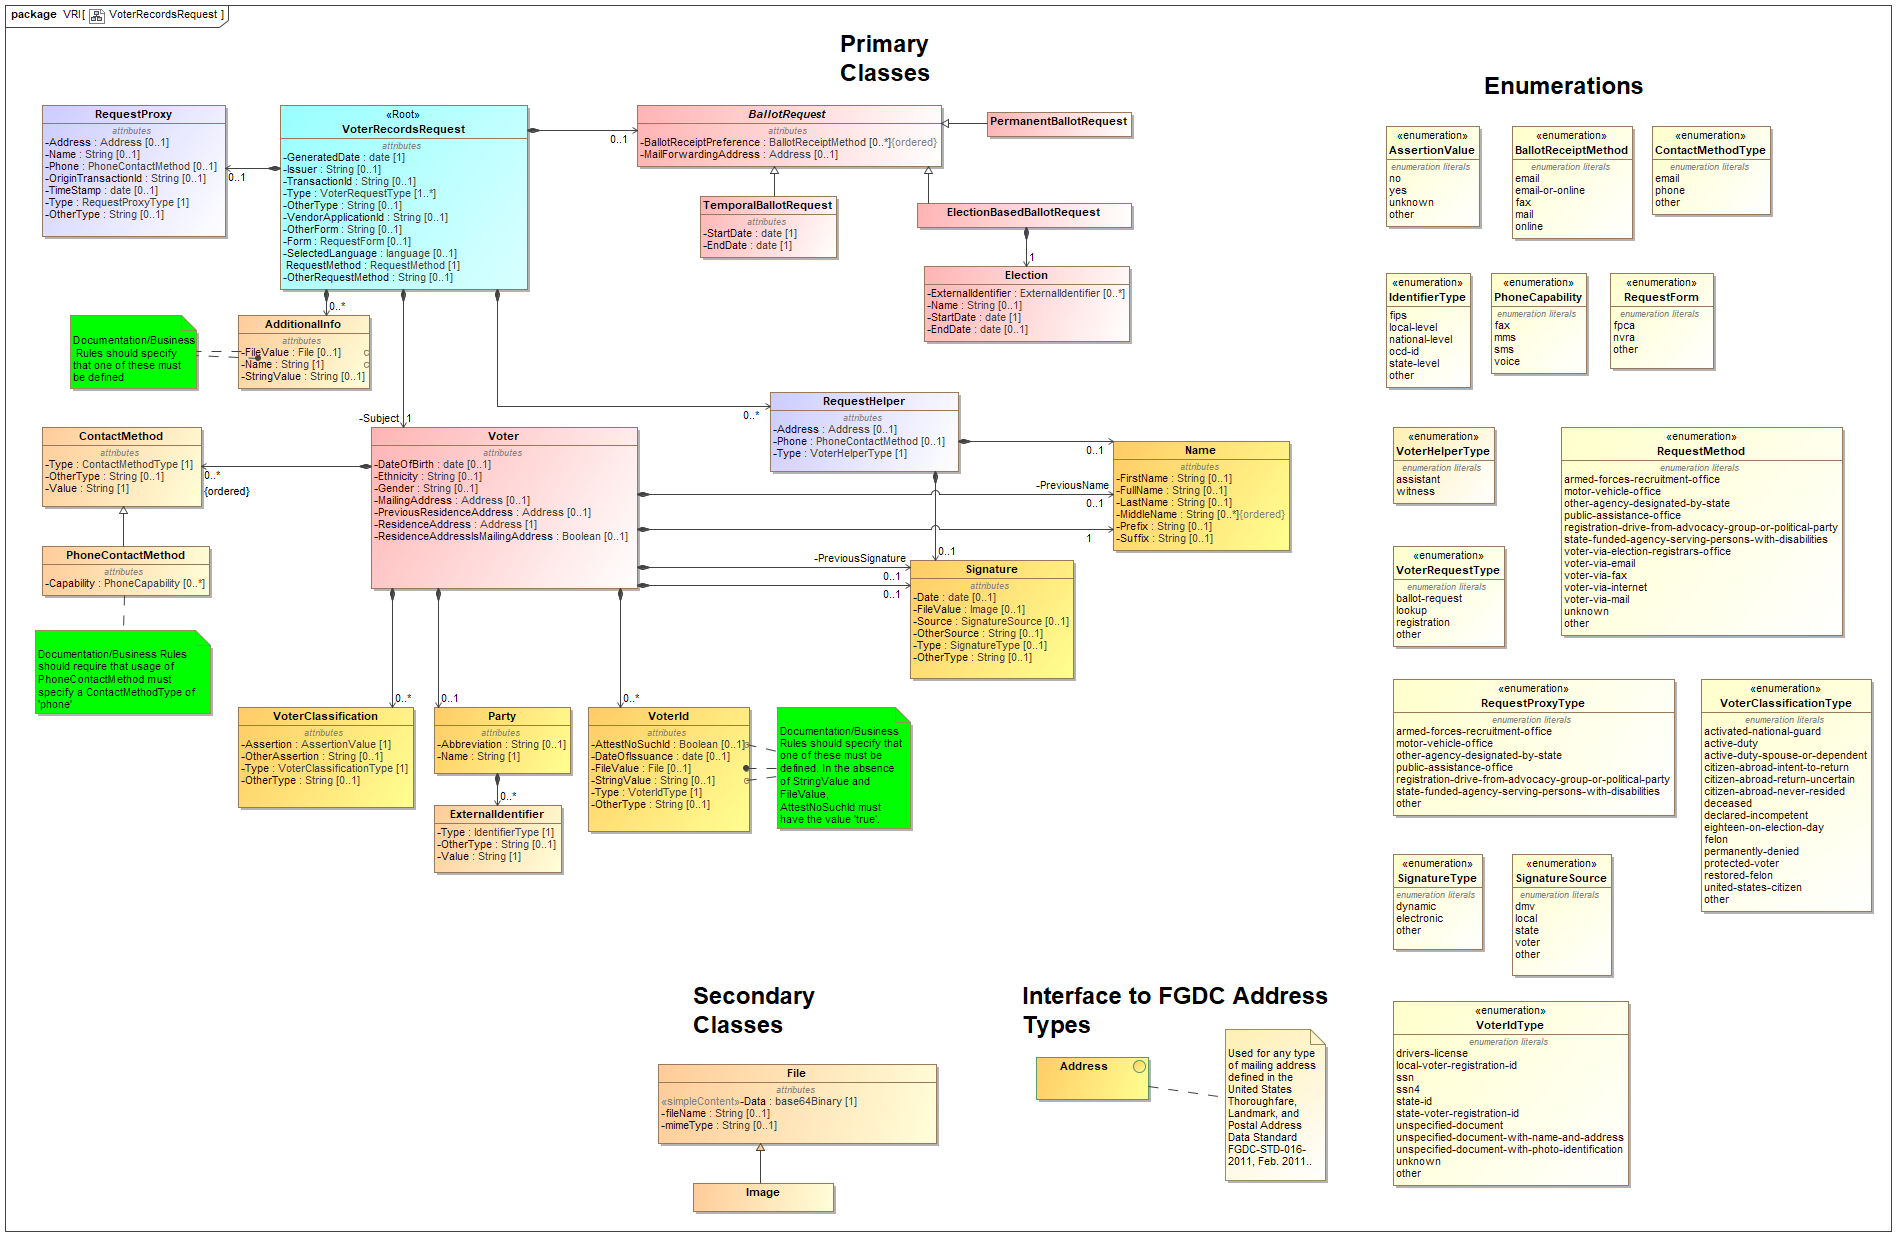 package VRI[ VoterRecordsRequest ]
Primary
Classes
Enumerations
RequestProxy
attributes
-Address : Address [0..1]
-Name : String [0..1]
-Phone : PhoneContactMethod [0..1]
-OriginTransactionId : String [0..1]
-TimeStamp : date [0..1]
-Type : RequestProxyType [1]
-OtherType : String [0..1]
0..1
«Root»
VoterRecordsRequest
attributes
-GeneratedDate : date [1]
-Issuer : String [0..1]
-TransactionId : String [0..1]
-Type : VoterRequestType [1..*]
-OtherType : String [0..1]
-VendorApplicationId : String [0..1]
-OtherForm : String [0..1]
-Form : RequestForm [0..1]
-SelectedLanguage : language [0..1]
RequestMethod : RequestMethod [1]
-OtherRequestMethod : String [0..1]
0..1
BallotRequest
attributes
-BallotReceiptPreference : BallotReceiptMethod [0..*]{ordered}
-MailForwardingAddress : Address [0..1]
PermanentBallotRequest
TemporalBallotRequest
attributes
-StartDate : date [1]
-EndDate : date [1]
ElectionBasedBallotRequest
1
Election
attributes
-ExternalIdentifier : ExternalIdentifier [0..*]
-Name : String [0..1]
-StartDate : date [1]
-EndDate : date [0..1]
0..*
AdditionalInfo
attributes
-FileValue : File [0..1]
-Name : String [1]
-StringValue : String [0..1]
Documentation/Business
Rules should specify
that one of these must
be defined
-Subject 1
0..*
RequestHelper
attributes
-Address : Address [0..1]
-Phone : PhoneContactMethod [0..1]
-Type : VoterHelperType [1]
0..1
Name
attributes
-FirstName : String [0..1]
-FullName : String [0..1]
-LastName : String [0..1]
-MiddleName : String [0..*]{ordered}
-Prefix : String [0..1]
-Suffix : String [0..1]
ContactMethod
attributes
-Type : ContactMethodType [1]
-OtherType : String [0..1]
-Value : String [1]
0..*
{ordered}
Voter
attributes
-DateOfBirth : date [0..1]
-Ethnicity : String [0..1]
-Gender : String [0..1]
-MailingAddress : Address [0..1]
-PreviousResidenceAddress : Address [0..1]
-ResidenceAddress : Address [1]
-ResidenceAddressIsMailingAddress : Boolean [0..1]
-PreviousName
0..1
1
-PreviousSignature
0..1
0..1
0..1
PhoneContactMethod
attributes
-Capability : PhoneCapability [0..*]
Documentation/Business Rules
should require that usage of
PhoneContactMethod must
specify a ContactMethodType of
'phone'
Signature
attributes
-Date : date [0..1]
-FileValue : Image [0..1]
-Source : SignatureSource [0..1]
-OtherSource : String [0..1]
-Type : SignatureType [0..1]
-OtherType : String [0..1]
0..*
0..1
0..*
VoterClassification
attributes
-Assertion : AssertionValue [1]
-OtherAssertion : String [0..1]
-Type : VoterClassificationType [1]
-OtherType : String [0..1]
Party
attributes
-Abbreviation : String [0..1]
-Name : String [1]
0..*
ExternalIdentifier
-Type : IdentifierType [1]
-OtherType : String [0..1]
-Value : String [1]
VoterId
attributes
-AttestNoSuchId : Boolean [0..1]
-DateOfIssuance : date [0..1]
-FileValue : File [0..1]
-StringValue : String [0..1]
-Type : VoterIdType [1]
-OtherType : String [0..1]
Documentation/Business
Rules should specify that
one of these must be
defined. In the absence
of StringValue and
FileValue,
AttestNoSuchId must
have the value 'true'.
Secondary
Classes
File
attributes
«simpleContent»-Data : base64Binary [1]
-fileName : String [0..1]
-mimeType : String [0..1]
Image
Interface to FGDC Address
Types
Address
Used for any type
of mailing address
defined in the
United States
Thoroughfare,
Landmark, and
Postal Address
Data Standard
FGDC-STD-016-
2011, Feb. 2011..
«enumeration»
AssertionValue
enumeration literals
no
yes
unknown
other
«enumeration»
BallotReceiptMethod
enumeration literals
email
email-or-online
fax
mail
online
«enumeration»
ContactMethodType
enumeration literals
email
phone
other
«enumeration»
IdentifierType
enumeration literals
fips
local-level
national-level
ocd-id
state-level
other
«enumeration»
PhoneCapability
enumeration literals
fax
mms
sms
voice
«enumeration»
RequestForm
enumeration literals
fpca
nvra
other
«enumeration»
VoterHelperType
enumeration literals
assistant
witness
«enumeration»
RequestMethod
enumeration literals
armed-forces-recruitment-office
motor-vehicle-office
other-agency-designated-by-state
public-assistance-office
registration-drive-from-advocacy-group-or-political-party
state-funded-agency-serving-persons-with-disabilities
voter-via-election-registrars-office
voter-via-email
voter-via-fax
voter-via-internet
voter-via-mail
unknown
other
«enumeration»
VoterRequestType
enumeration literals
ballot-request
lookup
registration
other
«enumeration»
RequestProxyType
enumeration literals
armed-forces-recruitment-office
motor-vehicle-office
other-agency-designated-by-state
public-assistance-office
registration-drive-from-advocacy-group-or-political-party
state-funded-agency-serving-persons-with-disabilities
other
«enumeration»
VoterClassificationType
enumeration literals
activated-national-guard
active-duty
active-duty-spouse-or-dependent
citizen-abroad-intent-to-return
citizen-abroad-return-uncertain
citizen-abroad-never-resided
deceased
declared-incompetent
eighteen-on-election-day
felon
permanently-denied
protected-voter
restored-felon
united-states-citizen
other
«enumeration»
SignatureType
enumeration literals
dynamic
electronic
other
«enumeration»
SignatureSource
enumeration literals
dmv
local
state
voter
other
«enumeration»
VoterIdType
enumeration literals
drivers-license
local-voter-registration-id
ssn
ssn4
state-id
state-voter-registration-id
unspecified-document
unspecified-document-with-name-and-address
unspecified-document-with-photo-identification
unknown
other